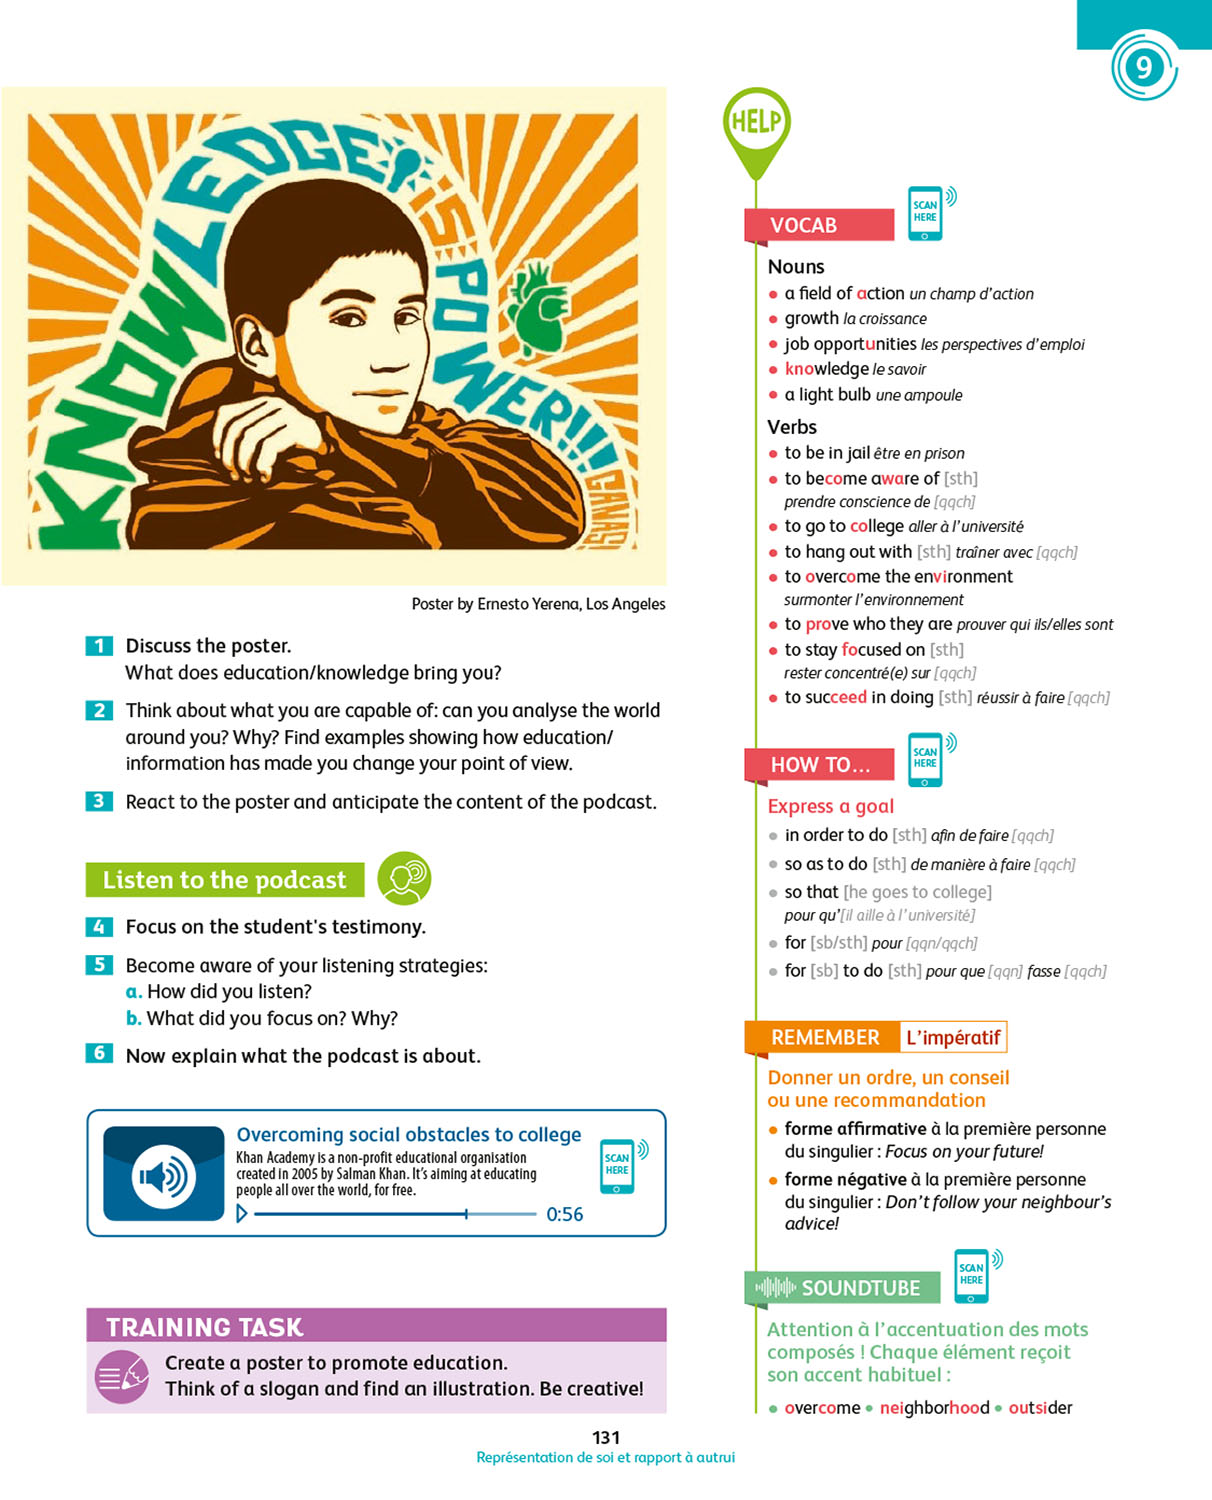 9
KNOWLEDGE IS POWER!!!
GANAS!
Poster by Ernesto Yerena, Los Angeles
1 Discuss the poster.
What does education/knowledge bring you?
2 Think about what you are capable of: can you analyse the world
around you? Why? Find examples showing how education/
information has made you change your point of view.
3 React to the poster and anticipate the content of the podcast.
Listen to the podcast
4 Focus on the student's testimony.
5 Become aware of your listening strategies:
a. How did you listen?
b. What did you focus on? Why?
6 Now explain what the podcast is about.
Overcoming social obstacles to college
Khan Academy is a non-profit educational organisation
created in 2005 by Salman Khan. It's aiming at educating
people all over the world, for free.
0:56
SCAN
HERE
TRAINING TASK
Create a poster to promote education.
Think of a slogan and find an illustration. Be creative!
HELP
VOCAB
SCAN
HERE
Nouns
• a field of action un champ d'action
• growth la croissance
• job opportunities les perspectives d'emploi
• knowledge le savoir
• a light bulb une ampoule
Verbs
• to be in jail être en prison
• to become aware of [sth]
prendre conscience de [qqch]
• to go to college aller à l'université
• to hang out with [sth] traîner avec [qqch]
• to overcome the environment
surmonter l'environnement
• to prove who they are prouver qui ils/elles sont
• to stay focused on [sth]
rester concentré(e) sur [qqch]
• to succeed in doing [sth] réussir à faire [qqch]
HOW TO...
SCAN
HERE
Express a goal
• in order to do [sth] afin de faire [qqch]
• so as to do [sth] de manière à faire [qqch]
• so that [he goes to college]
pour qu'[il aille à l'université]
• for [sb/sth] pour [qqn/qqch]
• for [sb] to do [sth] pour que [qqn] fasse [qqch]
REMEMBER L'impératif
Donner un ordre, un conseil
ou une recommandation
• forme affirmative à la première personne
du singulier : Focus on your future!
• forme négative à la première personne
du singulier : Don't follow your neighbour's
advice!
SOUNDTUBE
SCAN
HERE
Attention à l'accentuation des mots
composés ! Chaque élément reçoit
son accent habituel :
• overcome • neighborhood • outsider
131
Représentation de soi et rapport à autrui